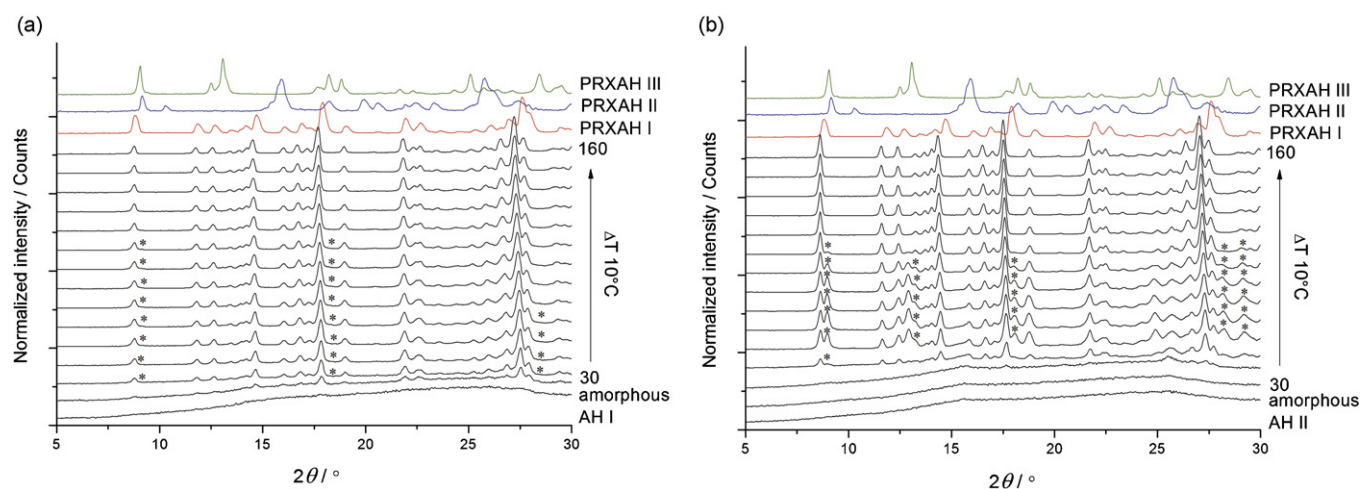 (a)
Normalized intensity / Counts
PRXAH III
PRXAH II
PRXAH I
160
ΔT 10°C
30
amorphous
AH I
* * * * * * * *
* * * * * * * *
* * * *
5 10 15 20 25 30
2θ / °
(b)
Normalized intensity / Counts
PRXAH III
PRXAH II
PRXAH I
160
ΔT 10°C
30
amorphous
AH II
5 10 15 20 25 30
2θ / °